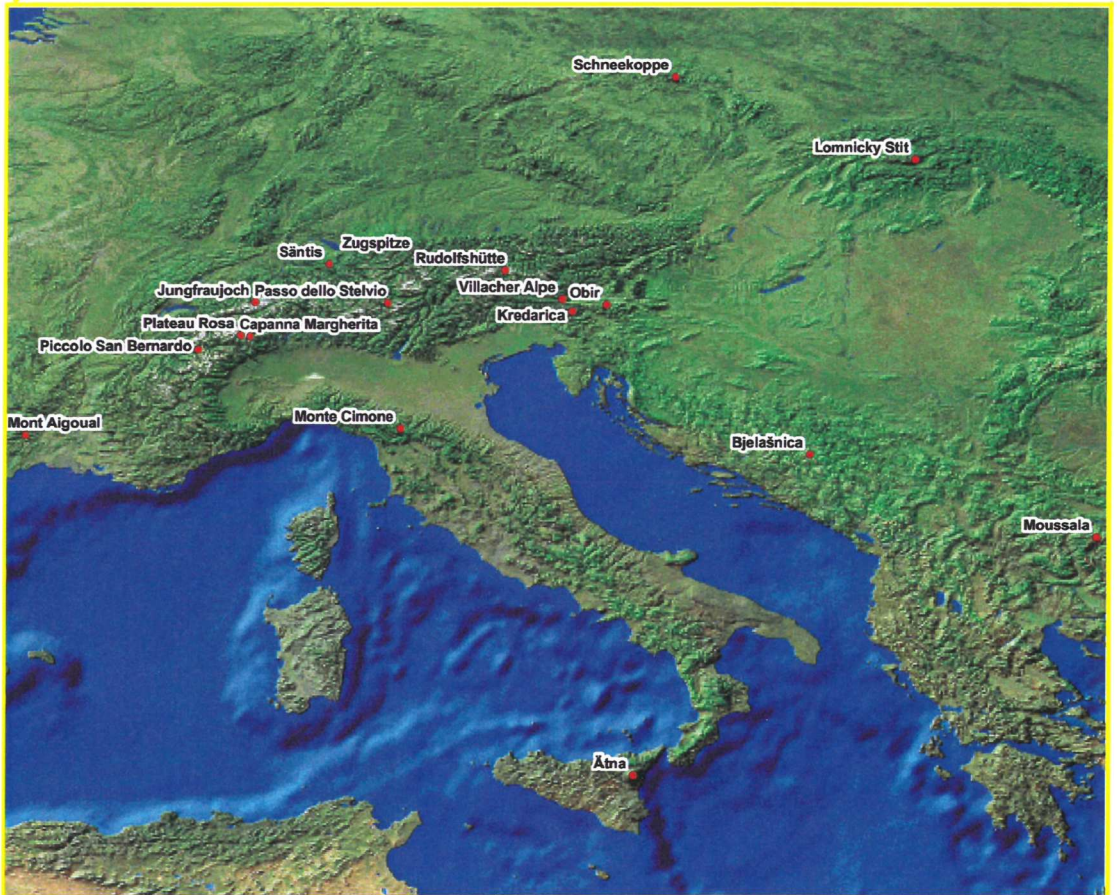 Schneekoppe
Lomnicky Stit
Zugspitze
Säntis
Rudolfshütte
Jungfraujoch
Passo dello Stelvio
Villacher Alpe
Obir
Kredarica
Plateau Rosa
Capanna Margherita
Piccolo San Bernardo
Mont Aigoual
Monte Cimone
Bjelašnica
Moussala
Ätna